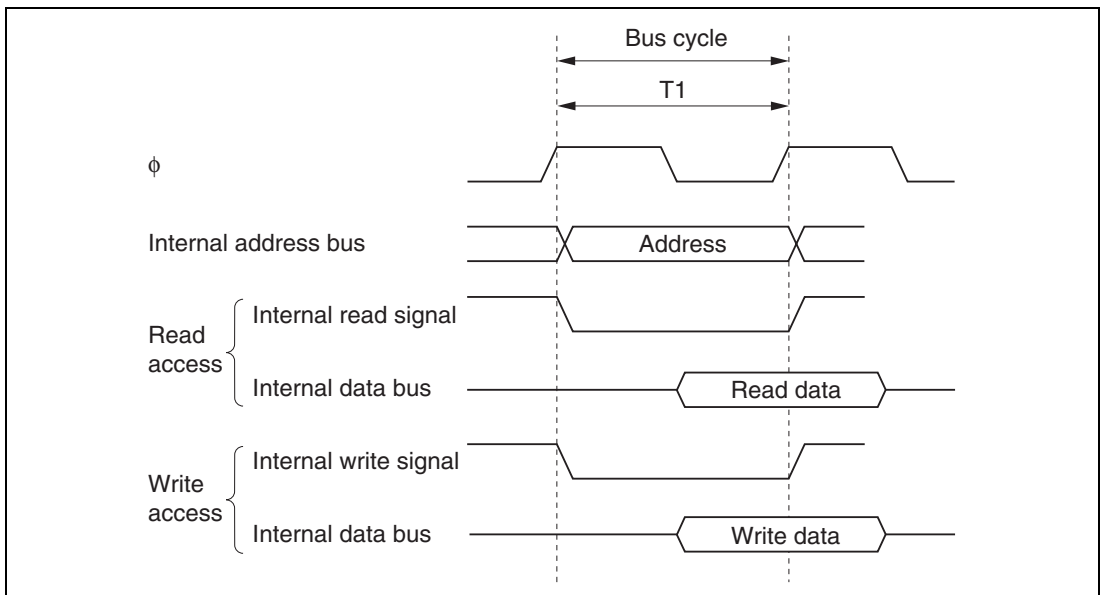 Bus cycle
T1
ϕ
Internal address bus
Address
Read
access
Internal read signal
Internal data bus
Read data
Write
access
Internal write signal
Internal data bus
Write data